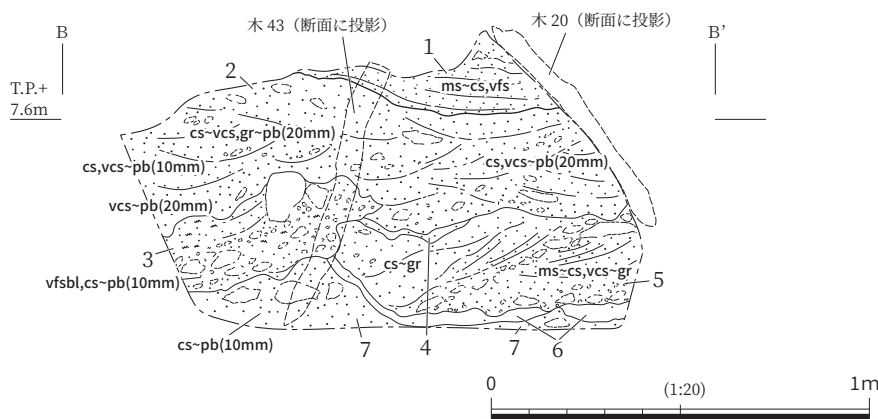 B
木 43（断面に投影）
木 20（断面に投影）
B’
1
2
T.P.+
7.6m
ms~cs,vfs
cs~vcs,gr~pb(20mm)
cs,vcs~pb(10mm)
cs,vcs~pb(20mm)
vcs~pb(20mm)
3
cs~gr
ms~cs,vcs~gr
5
vfsbl,cs~pb(10mm)
cs~pb(10mm)
7
4
7
6
0
(1:20)
1m